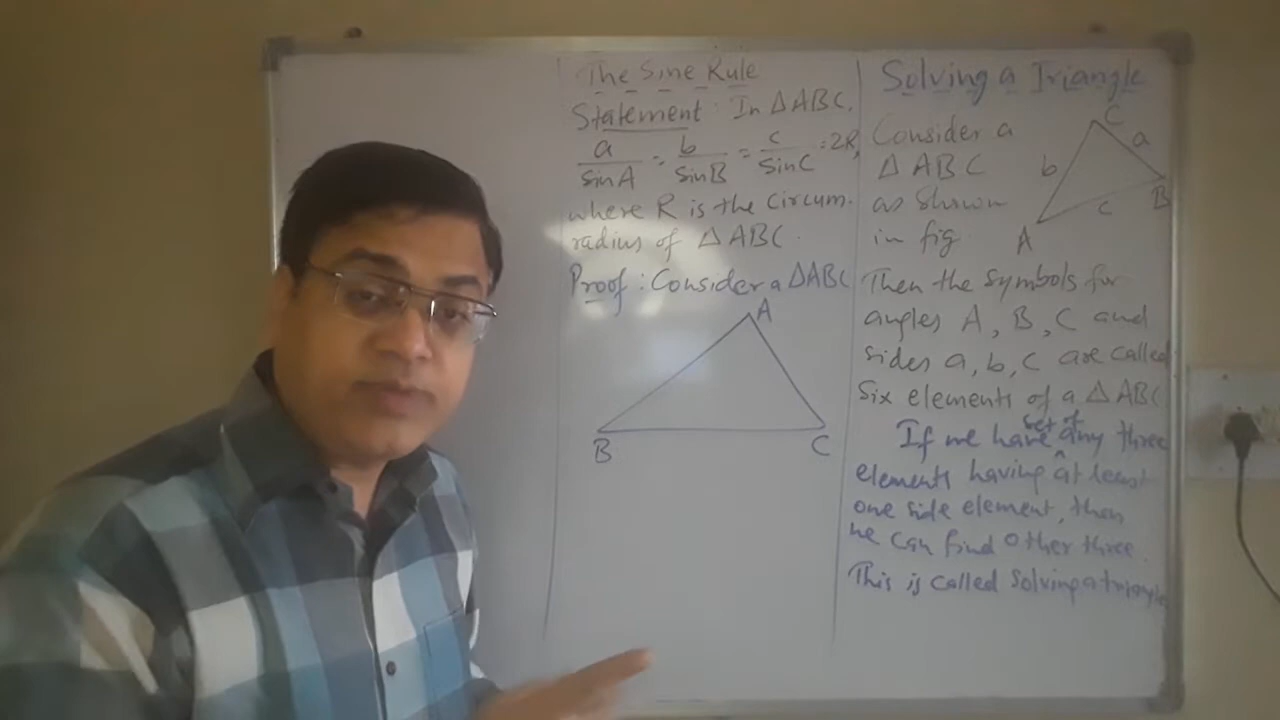 The Sine Rule
Statement: In △ABC,
a/sinA = b/sinB = c/sinC = 2R,
where R is the circum.
radius of △ABC.
Proof: Consider a △ABC
A
B
C
Solving a Triangle
Consider a
△ABC
as shown
in fig
C
a
b
B
c
A
Then the symbols for
angles A, B, C and
sides a, b, c are called
six elements of a △ABC
If we have set of any three
elements having at least
one side element, then
we can find other three.
This is called solving a triangle